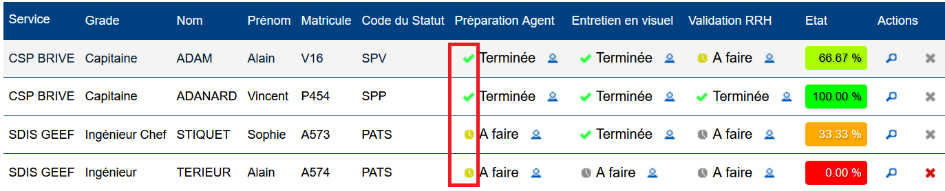 Service Grade Nom Prénom Matricule Code du Statut Préparation Agent Entretien en visuel Validation RRH Etat Actions
CSP BRIVE Capitaine ADAM Alain V16 SPV Terminée Terminée A faire 66.67 %
CSP BRIVE Capitaine ADANARD Vincent P454 SPP Terminée Terminée Terminée 100.00 %
SDIS GEEF Ingénieur Chef STIQUET Sophie A573 PATS A faire Terminée A faire 33.33 %
SDIS GEEF Ingénieur TERIEUR Alain A574 PATS A faire A faire A faire 0.00 %